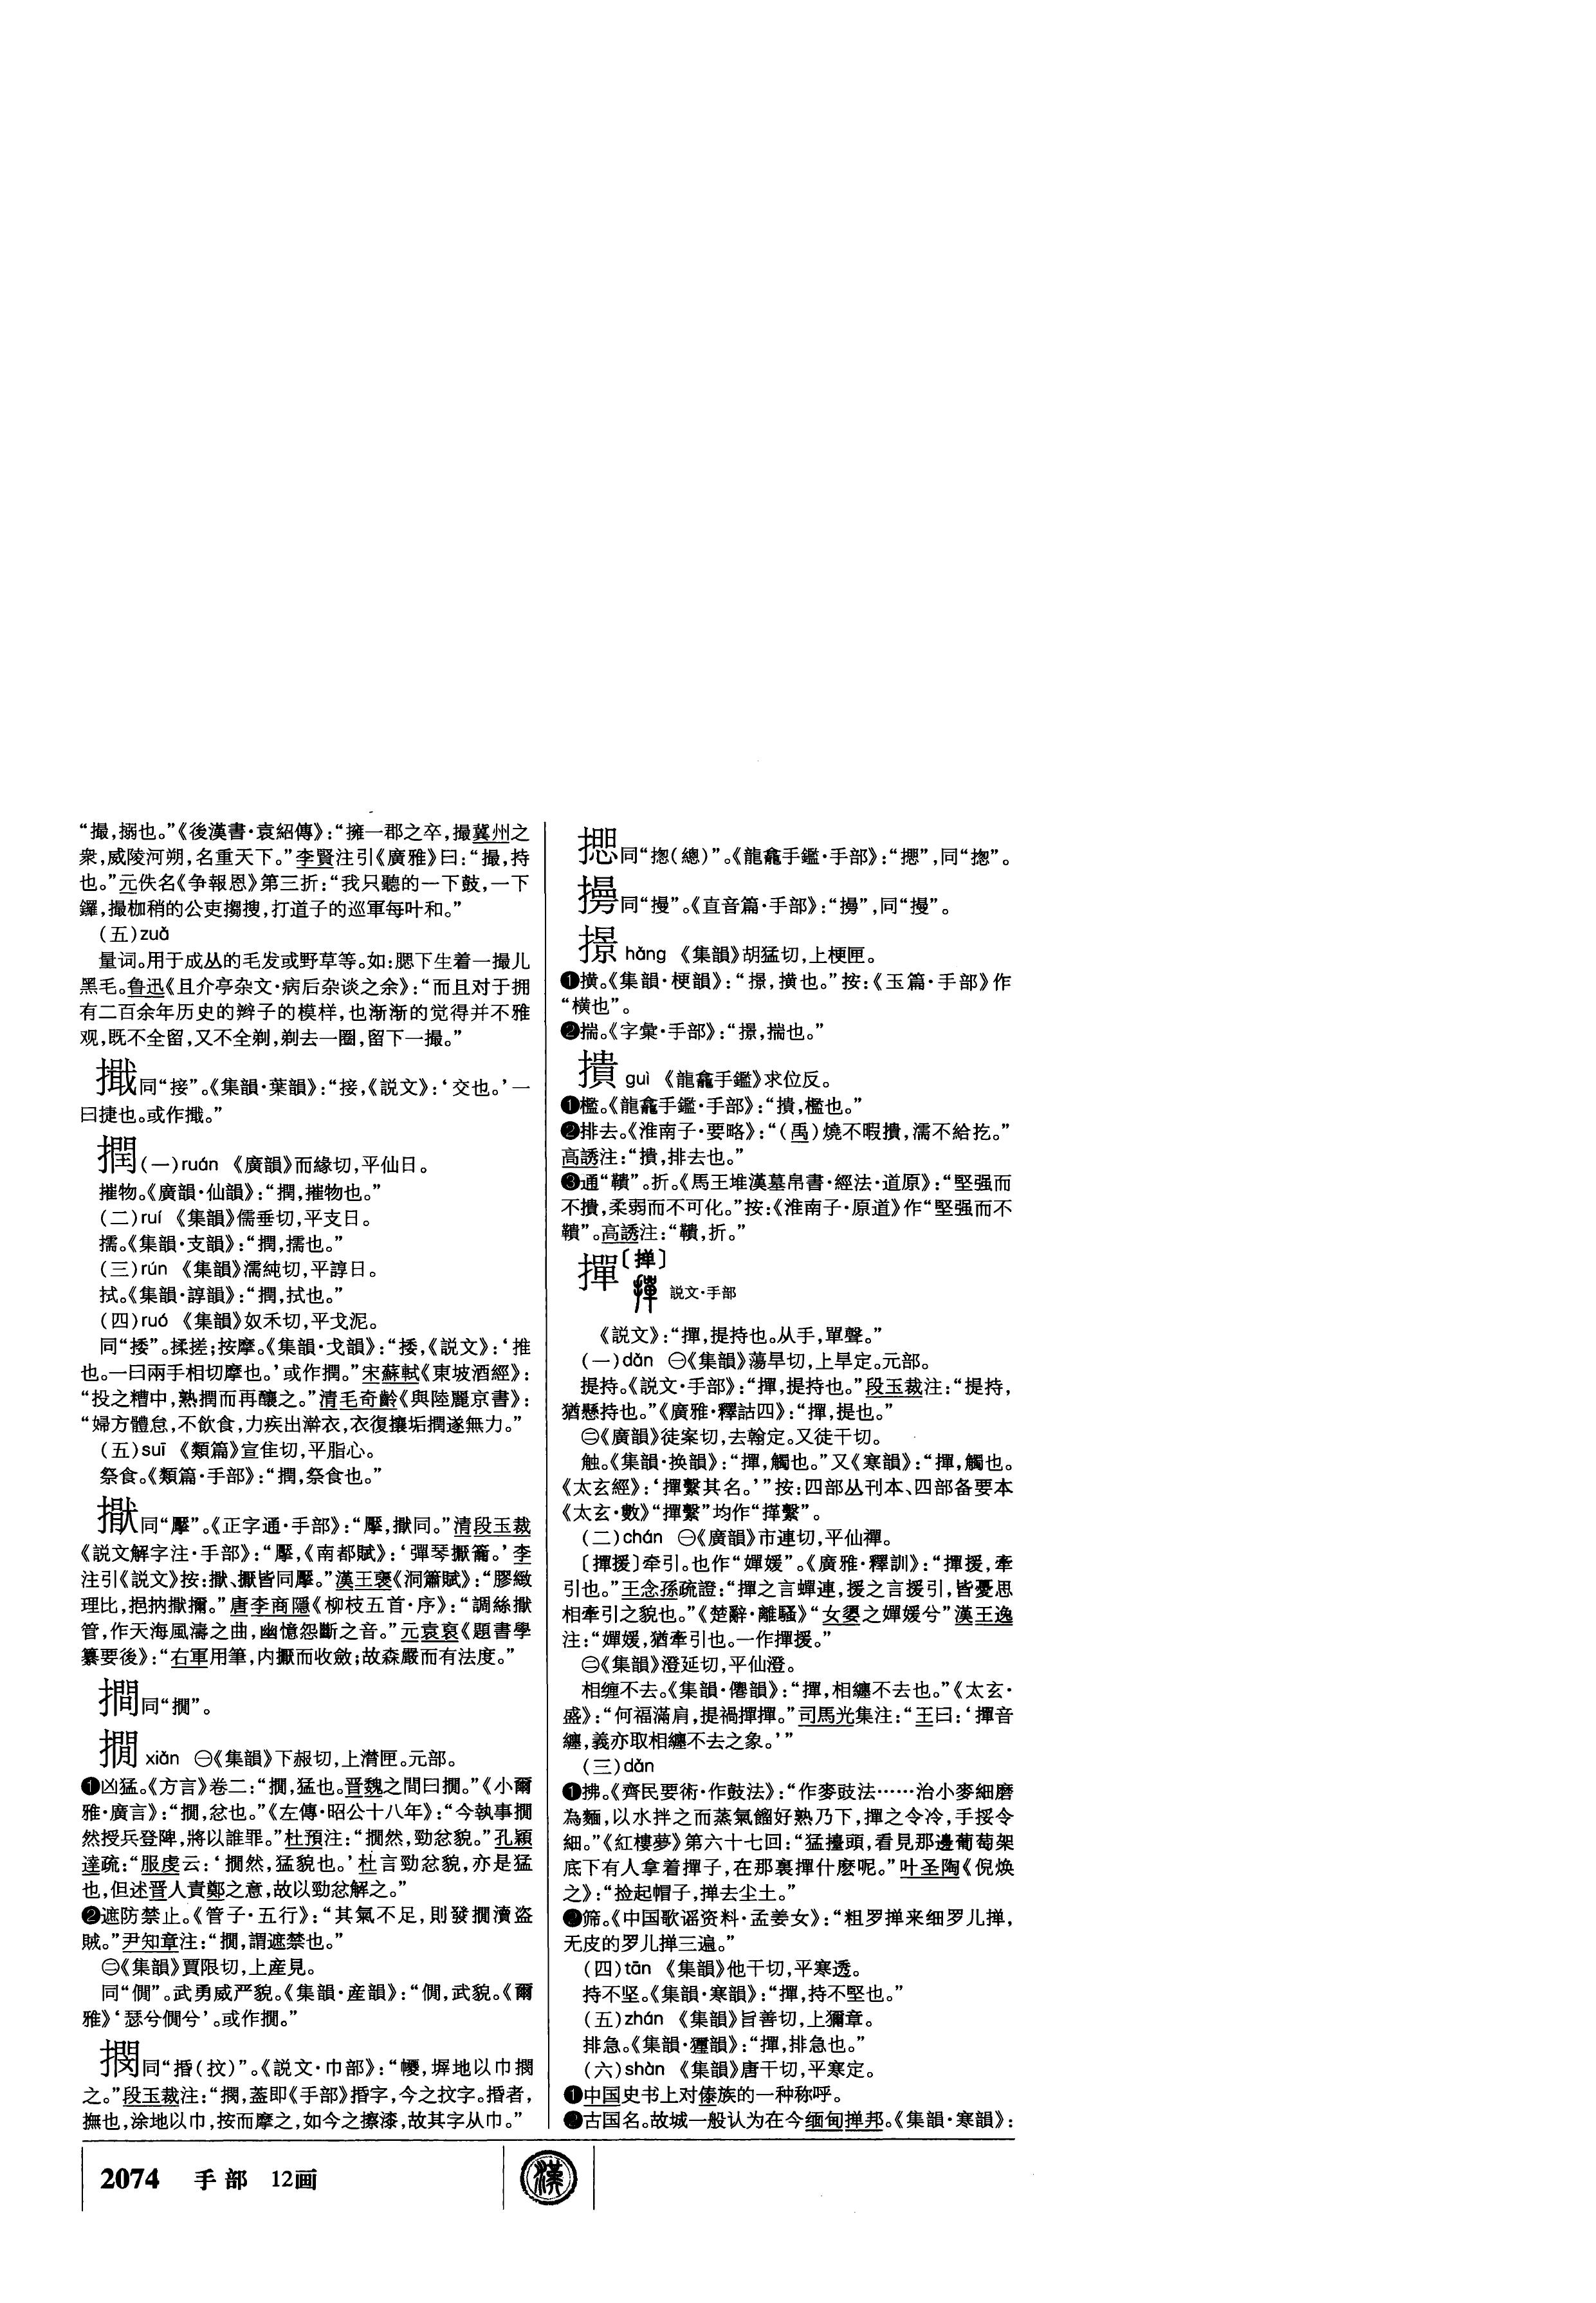 “撮，搦也。”《後漢書·袁紹傳》：“擁一郡之卒，撮冀州之
衆，威陵河朔，名重天下。”李賢注引《廣雅》曰：“撮，持
也。”元佚名《争報恩》第三折：“我只聽的一下鼓，一下
鑼，撮枷稍的公吏搊搜，打道子的巡軍每叶和。”
（五）zuǎ
量词。用于成丛的毛发或野草等。如：腮下生着一撮儿
黑毛。鲁迅《且介亭杂文·病后杂谈之余》：“而且对于拥
有二百余年历史的辫子的模样，也渐渐的觉得并不雅
观，既不全留，又不全剃，剃去一圈，留下一撮。”
同“接”。《集韻·葉韻》：“接，《説文》：‘交也。’一
曰捷也。或作擑。”
撋（一）ruán 《廣韻》而緣切，平仙日。
摧物。《廣韻·仙韻》：“撋，摧物也。”
（二）ruí 《集韻》儒垂切，平支日。
擩。《集韻·支韻》：“撋，擩也。”
（三）rún 《集韻》濡純切，平諄日。
拭。《集韻·諄韻》：“撋，拭也。”
（四）ruó 《集韻》奴禾切，平戈泥。
同“捼”。揉搓；按摩。《集韻·戈韻》：“捼，《説文》：‘推
也。一曰兩手相切摩也。’或作撋。”宋蘇軾《東坡酒經》：
“投之糟中，熟撋而再釀之。”清毛奇齡《與陸麗京書》：
“婦方體怠，不飲食，力疾出澣衣，衣復攘垢撋遂無力。”
（五）suī 《類篇》宣隹切，平脂心。
祭食。《類篇·手部》：“撋，祭食也。”
㩎同“擪”。《正字通·手部》：“擪，㩎同。”清段玉裁
《説文解字注·手部》：“擪，《南都賦》：‘彈琴擫籥。’李
注引《説文》按：㩎、擫皆同擪。”漢王襃《洞簫賦》：“膠緻
理比，挹抐㩎㩶。”唐李商隱《柳枝五首·序》：“調絲㩎
管，作天海風濤之曲，幽憶怨斷之音。”元袁裒《題書學
纂要後》：“右軍用筆，内擫而收斂；故森嚴而有法度。”
𢵧同“撊”。
撊 xiǎn ㊀《集韻》下赧切，上潸匣。元部。
❶凶猛。《方言》卷二：“撊，猛也。晋魏之間曰撊。”《小爾
雅·廣言》：“撊，忿也。”《左傳·昭公十八年》：“今執事撊
然授兵登陴，將以誰罪。”杜預注：“撊然，勁忿貌。”孔穎
達疏：“服虔云：‘撊然，猛貌也。’杜言勁忿貌，亦是猛
也，但述晋人責鄭之意，故以勁忿解之。”
❷遮防禁止。《管子·五行》：“其氣不足，則發撊瀆盗
賊。”尹知章注：“撊，謂遮禁也。”
㊁《集韻》賈限切，上産見。
同“僩”。武勇威严貌。《集韻·産韻》：“僩，武貌。《爾
雅》‘瑟兮僩兮’。或作撊。”
㨺同“捪（抆）”。《説文·巾部》：“㡞，墀地以巾㨺
之。”段玉裁注：“㨺，蓋即《手部》捪字，今之抆字。捪者，
撫也，涂地以巾，按而摩之，如今之擦漆，故其字从巾。”
摁同“揔（總）”。《龍龕手鑑·手部》：“摁”，同“揔”。
同“摱”。《直音篇·手部》：“㩃”，同“摱”。
㨪 hǎng 《集韻》胡猛切，上梗匣。
❶撗。《集韻·梗韻》：“㨪，撗也。”按：《玉篇·手部》作
“横也”。
❷揣。《字彙·手部》：“㨪，揣也。”
撌 guì 《龍龕手鑑》求位反。
❶檻。《龍龕手鑑·手部》：“撌，檻也。”
❷排去。《淮南子·要略》：“（禹）燒不暇撌，濡不給扢。”
高誘注：“撌，排去也。”
❸通“鞼”。折。《馬王堆漢墓帛書·經法·道原》：“堅强而
不撌，柔弱而不可化。”按：《淮南子·原道》作“堅强而不
鞼”。高誘注：“鞼，折。”
撣〔掸〕
説文·手部
《説文》：“撣，提持也。从手，單聲。”
（一）dǎn ㊀《集韻》蕩旱切，上旱定。元部。
提持。《説文·手部》：“撣，提持也。”段玉裁注：“提持，
猶懸持也。”《廣雅·釋詁四》：“撣，提也。”
㊁《廣韻》徒案切，去翰定。又徒干切。
触。《集韻·换韻》：“撣，觸也。”又《寒韻》：“撣，觸也。
《太玄經》：‘撣繫其名。’”按：四部丛刊本、四部备要本
《太玄·數》“撣繫”均作“㨷繫”。
（二）chán ㊀《廣韻》市連切，平仙禪。
〔撣援〕牵引。也作“嬋媛”。《廣雅·釋訓》：“撣援，牽
引也。”王念孫疏證：“撣之言蟬連，援之言援引，皆憂思
相牽引之貌也。”《楚辭·離騷》“女嬃之嬋媛兮”漢王逸
注：“嬋媛，猶牽引也。一作撣援。”
㊁《集韻》澄延切，平仙澄。
相缠不去。《集韻·僊韻》：“撣，相纏不去也。”《太玄·
盛》：“何福滿肩，提禍撣撣。”司馬光集注：“王曰：‘撣音
纏，義亦取相纏不去之象。’”
（三）dǎn
❶拂。《齊民要術·作敼法》：“作麥豉法……治小麥細磨
為麵，以水拌之而蒸氣餾好熟乃下，撣之令冷，手挼令
細。”《紅樓夢》第六十七回：“猛擡頭，看見那邊葡萄架
底下有人拿着撣子，在那裏撣什麽呢。”叶圣陶《倪焕
之》：“捡起帽子，掸去尘土。”
❷筛。《中国歌谣资料·孟姜女》：“粗罗掸来细罗儿掸，
无皮的罗儿掸三遍。”
（四）tān 《集韻》他干切，平寒透。
持不坚。《集韻·寒韻》：“撣，持不堅也。”
（五）zhán 《集韻》旨善切，上獮章。
排急。《集韻·玁韻》：“撣，排急也。”
（六）shàn 《集韻》唐干切，平寒定。
❶中国史书上对傣族的一种称呼。
❷古国名。故城一般认为在今缅甸掸邦。《集韻·寒韻》：
2074 手部 12画
漢